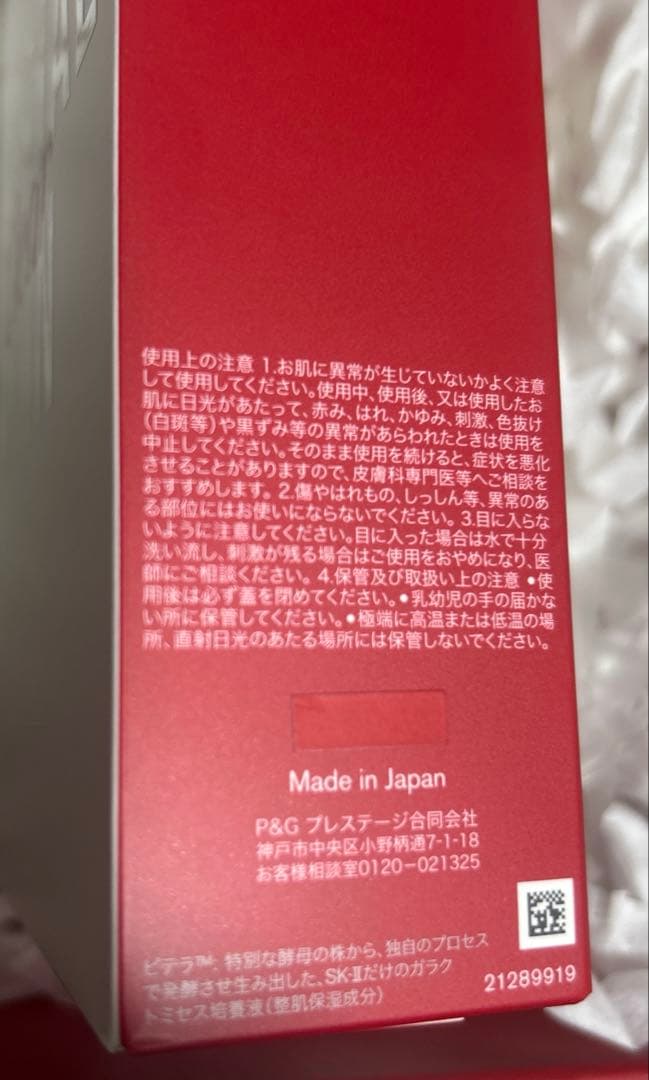 使用上の注意 1.お肌に異常が生じていないかよく注意
して使用してください。使用中、使用後、又は使用したお
肌に日光があたって、赤み、はれ、かゆみ、刺激、色抜け
(白斑等)や黒ずみ等の異常があらわれたときは使用を
中止してください。そのまま使用を続けると、症状を悪化
させることがありますので、皮膚科専門医等へご相談を
おすすめします。 2.傷やはれもの、しっしん等、異常のあ
る部位にはお使いにならないでください。 3.目に入らな
いように注意してください。目に入った場合は水で十分
洗い流し、刺激が残る場合はご使用をおやめになり、医
師にご相談ください。 4.保管及び取扱い上の注意 •使
用後は必ず蓋を閉めてください。•乳幼児の手の届かな
い所に保管してください。•極端に高温または低温の場
所、直射日光のあたる場所には保管しないでください。
Made in Japan
P&G プレステージ合同会社
神戸市中央区小野柄通7-1-18
お客様相談室0120-021325
ピテラ™: 特別な酵母の株から、独自のプロセス
で発酵させ生み出した、SK-IIだけのガラク
トミセス培養液(整肌保湿成分)
21289919